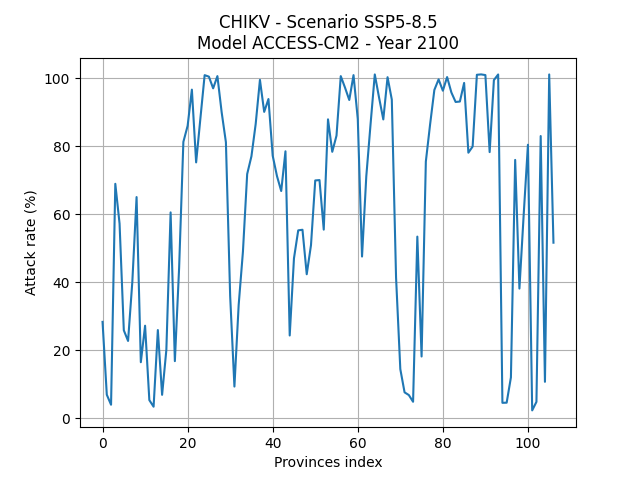 CHIKV - Scenario SSP5-8.5
Model ACCESS-CM2 - Year 2100
100
80
60
40
20
0
Attack rate (%)
0 20 40 60 80 100
Provinces index